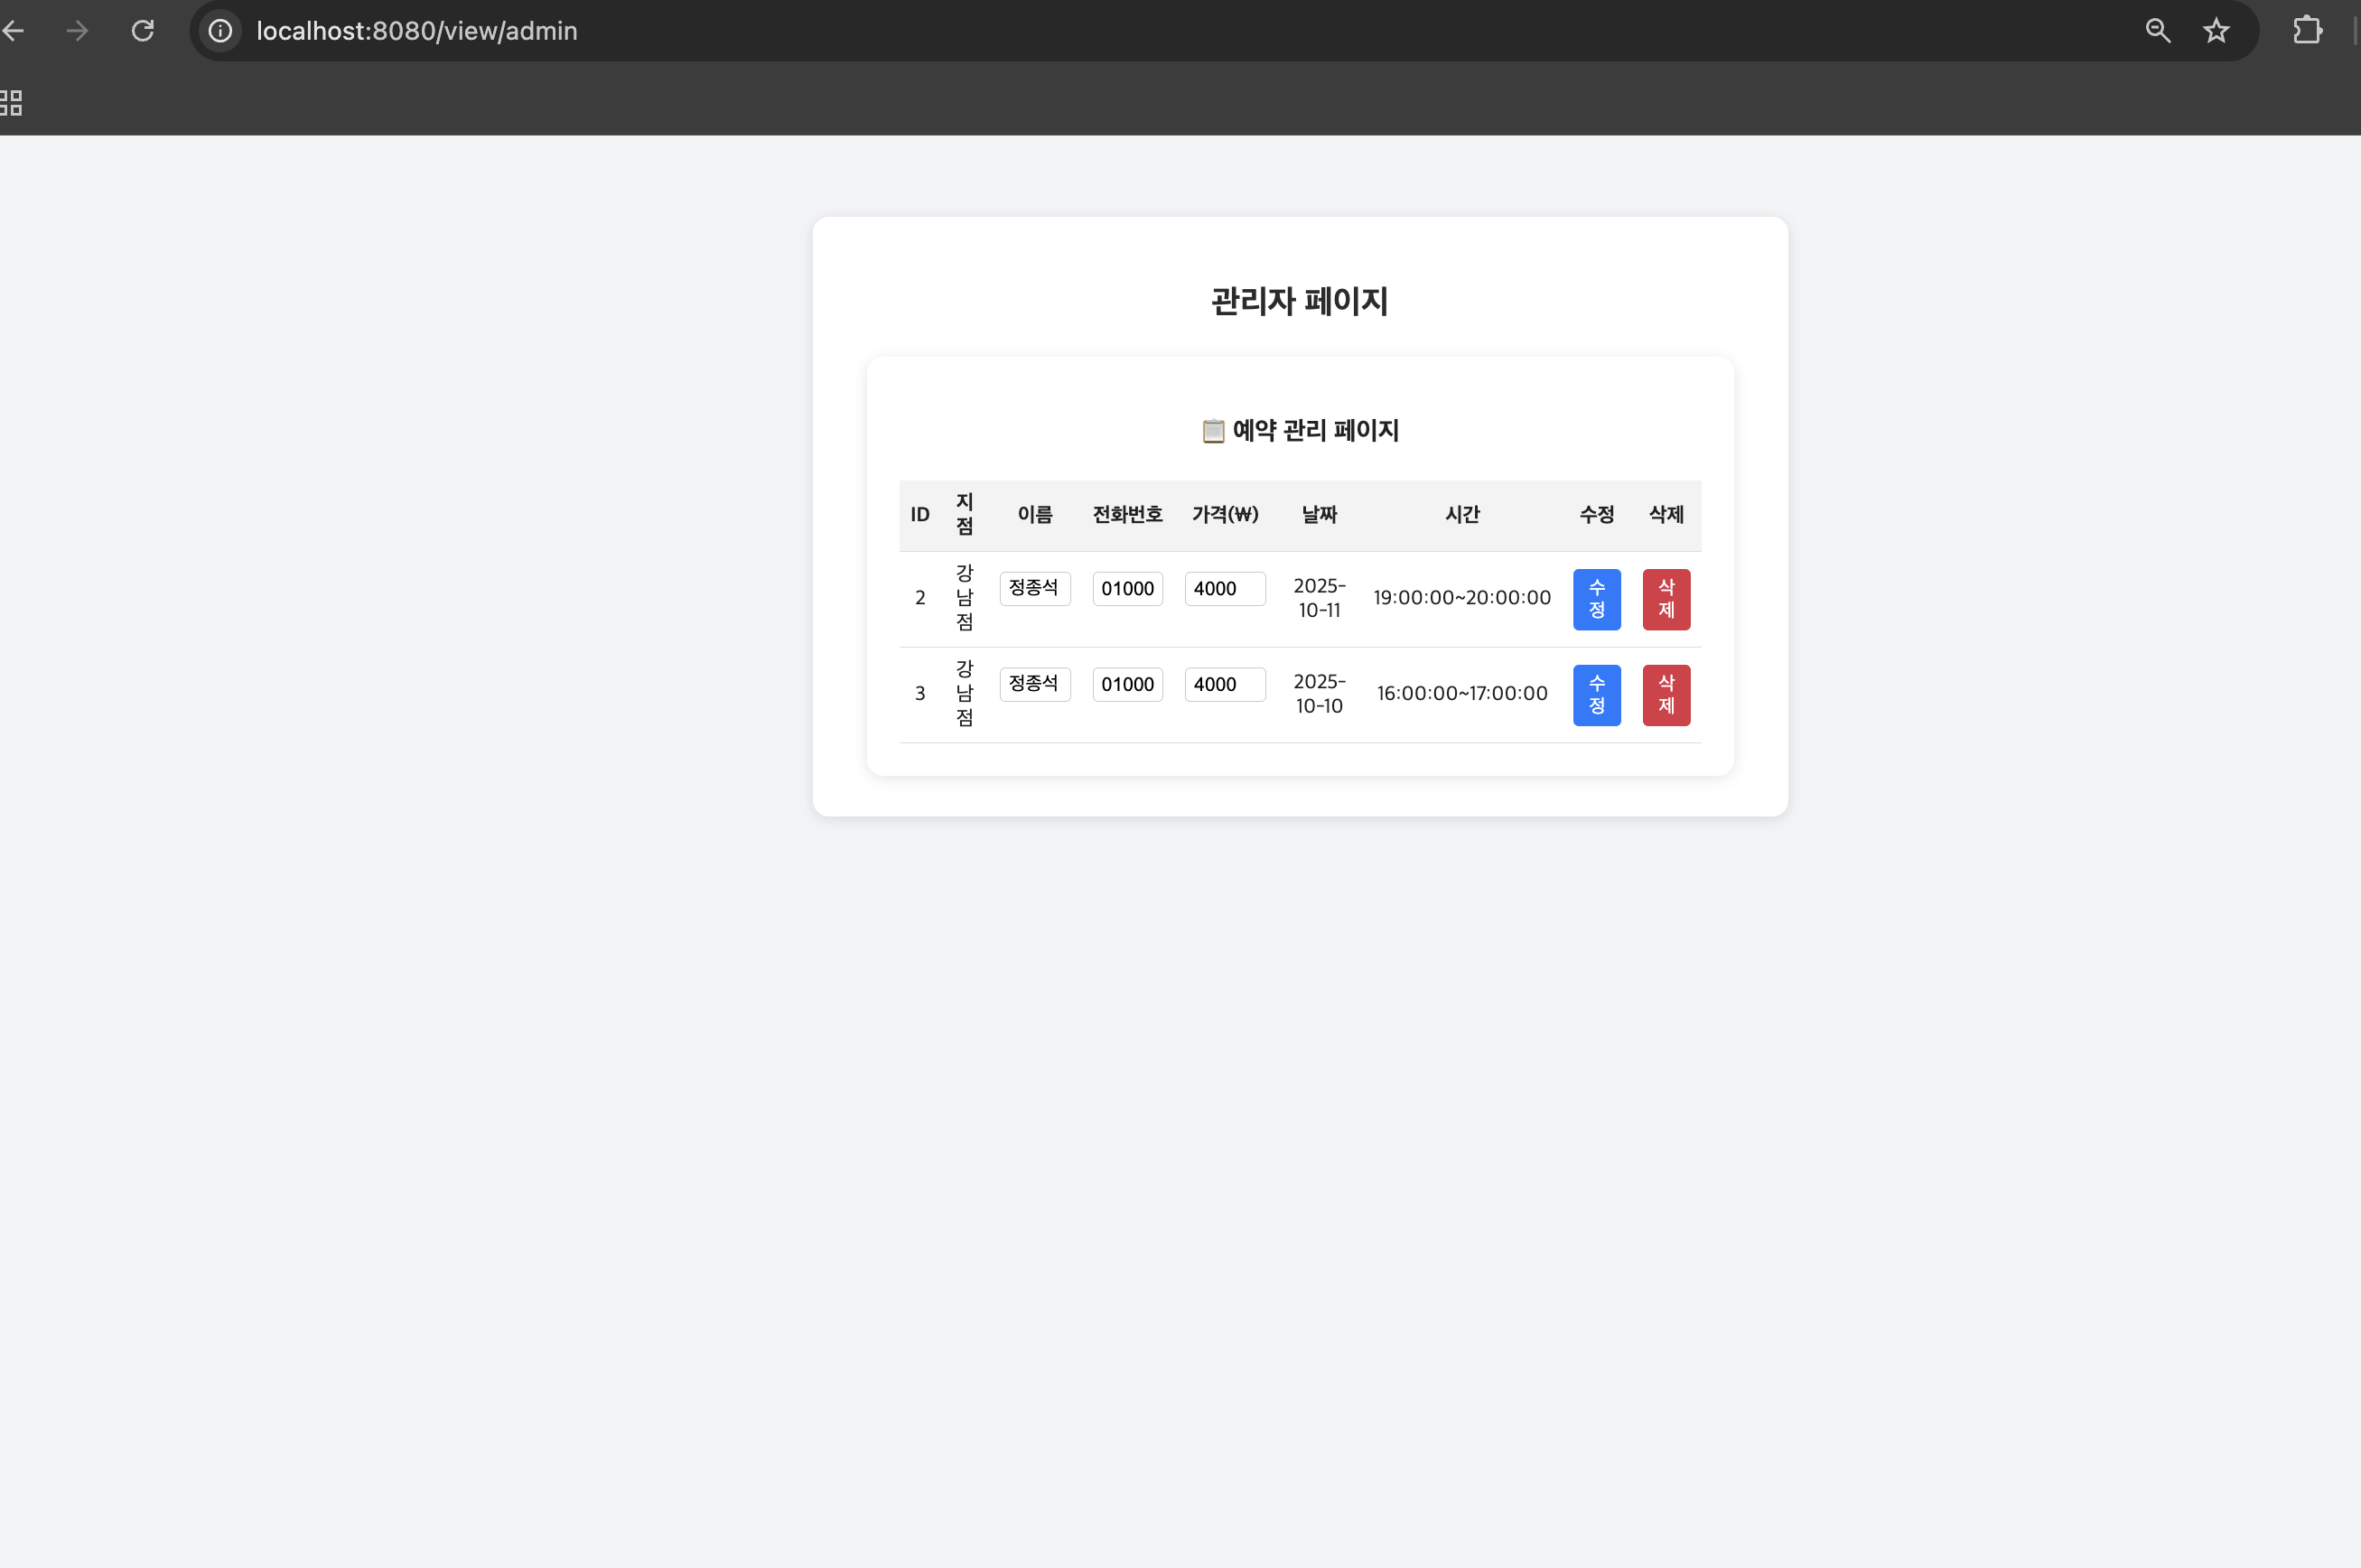 localhost:8080/view/admin
관리자 페이지
📋 예약 관리 페이지
ID 지점 이름 전화번호 가격(₩) 날짜 시간 수정 삭제
2 강남점 정종석 01000 4000 2025-10-11 19:00:00~20:00:00 수정 삭제
3 강남점 정종석 01000 4000 2025-10-10 16:00:00~17:00:00 수정 삭제